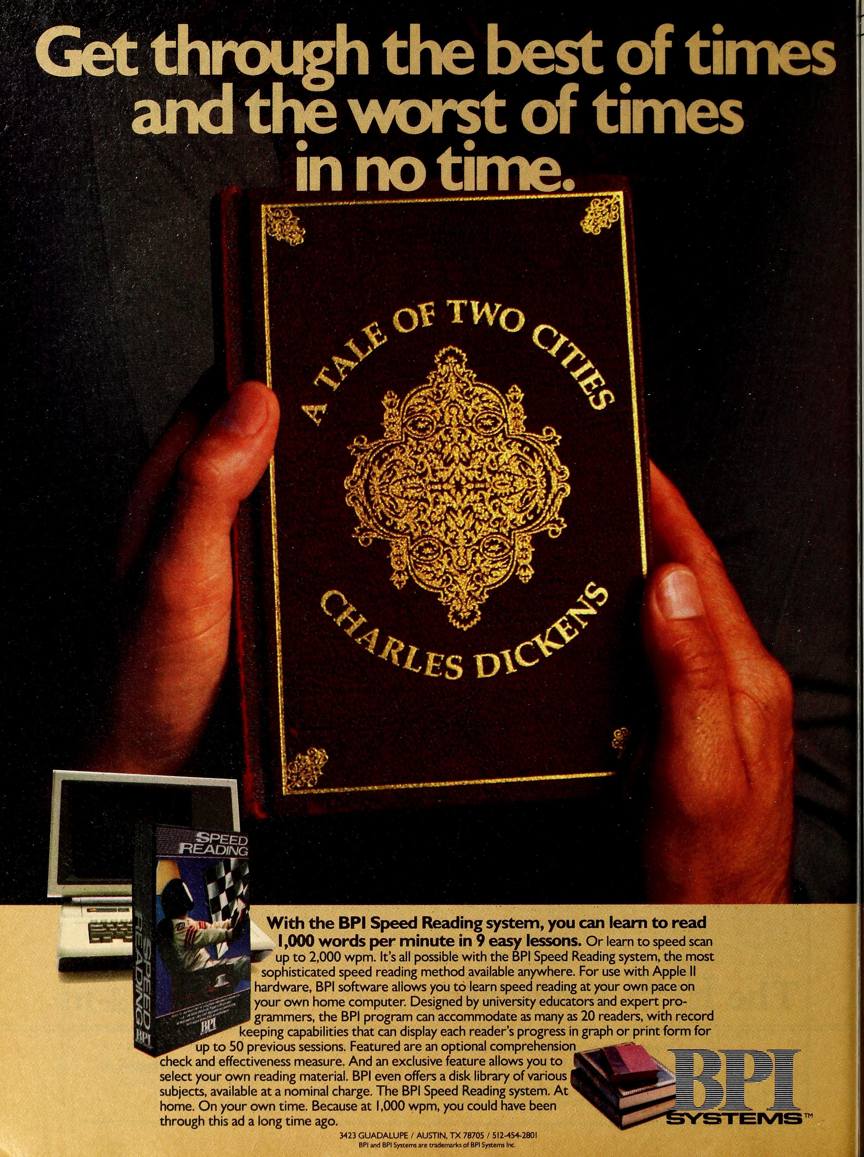 Get through the best of times
and the worst of times
in no time.
A TALE OF TWO CITIES
CHARLES DICKENS
SPEED
READING
SPEED
READING
BPI
BPI
With the BPI Speed Reading system, you can learn to read
1,000 words per minute in 9 easy lessons. Or learn to speed scan
up to 2,000 wpm. It's all possible with the BPI Speed Reading system, the most
sophisticated speed reading method available anywhere. For use with Apple II
hardware, BPI software allows you to learn speed reading at your own pace on
your own home computer. Designed by university educators and expert pro-
grammers, the BPI program can accommodate as many as 20 readers, with record
keeping capabilities that can display each reader's progress in graph or print form for
up to 50 previous sessions. Featured are an optional comprehension
check and effectiveness measure. And an exclusive feature allows you to
select your own reading material. BPI even offers a disk library of various
subjects, available at a nominal charge. The BPI Speed Reading system. At
home. On your own time. Because at 1,000 wpm, you could have been
through this ad a long time ago.
BPI
SYSTEMS™
3423 GUADALUPE / AUSTIN, TX 78705 / 512-454-2801
BPI and BPI Systems are trademarks of BPI Systems Inc.